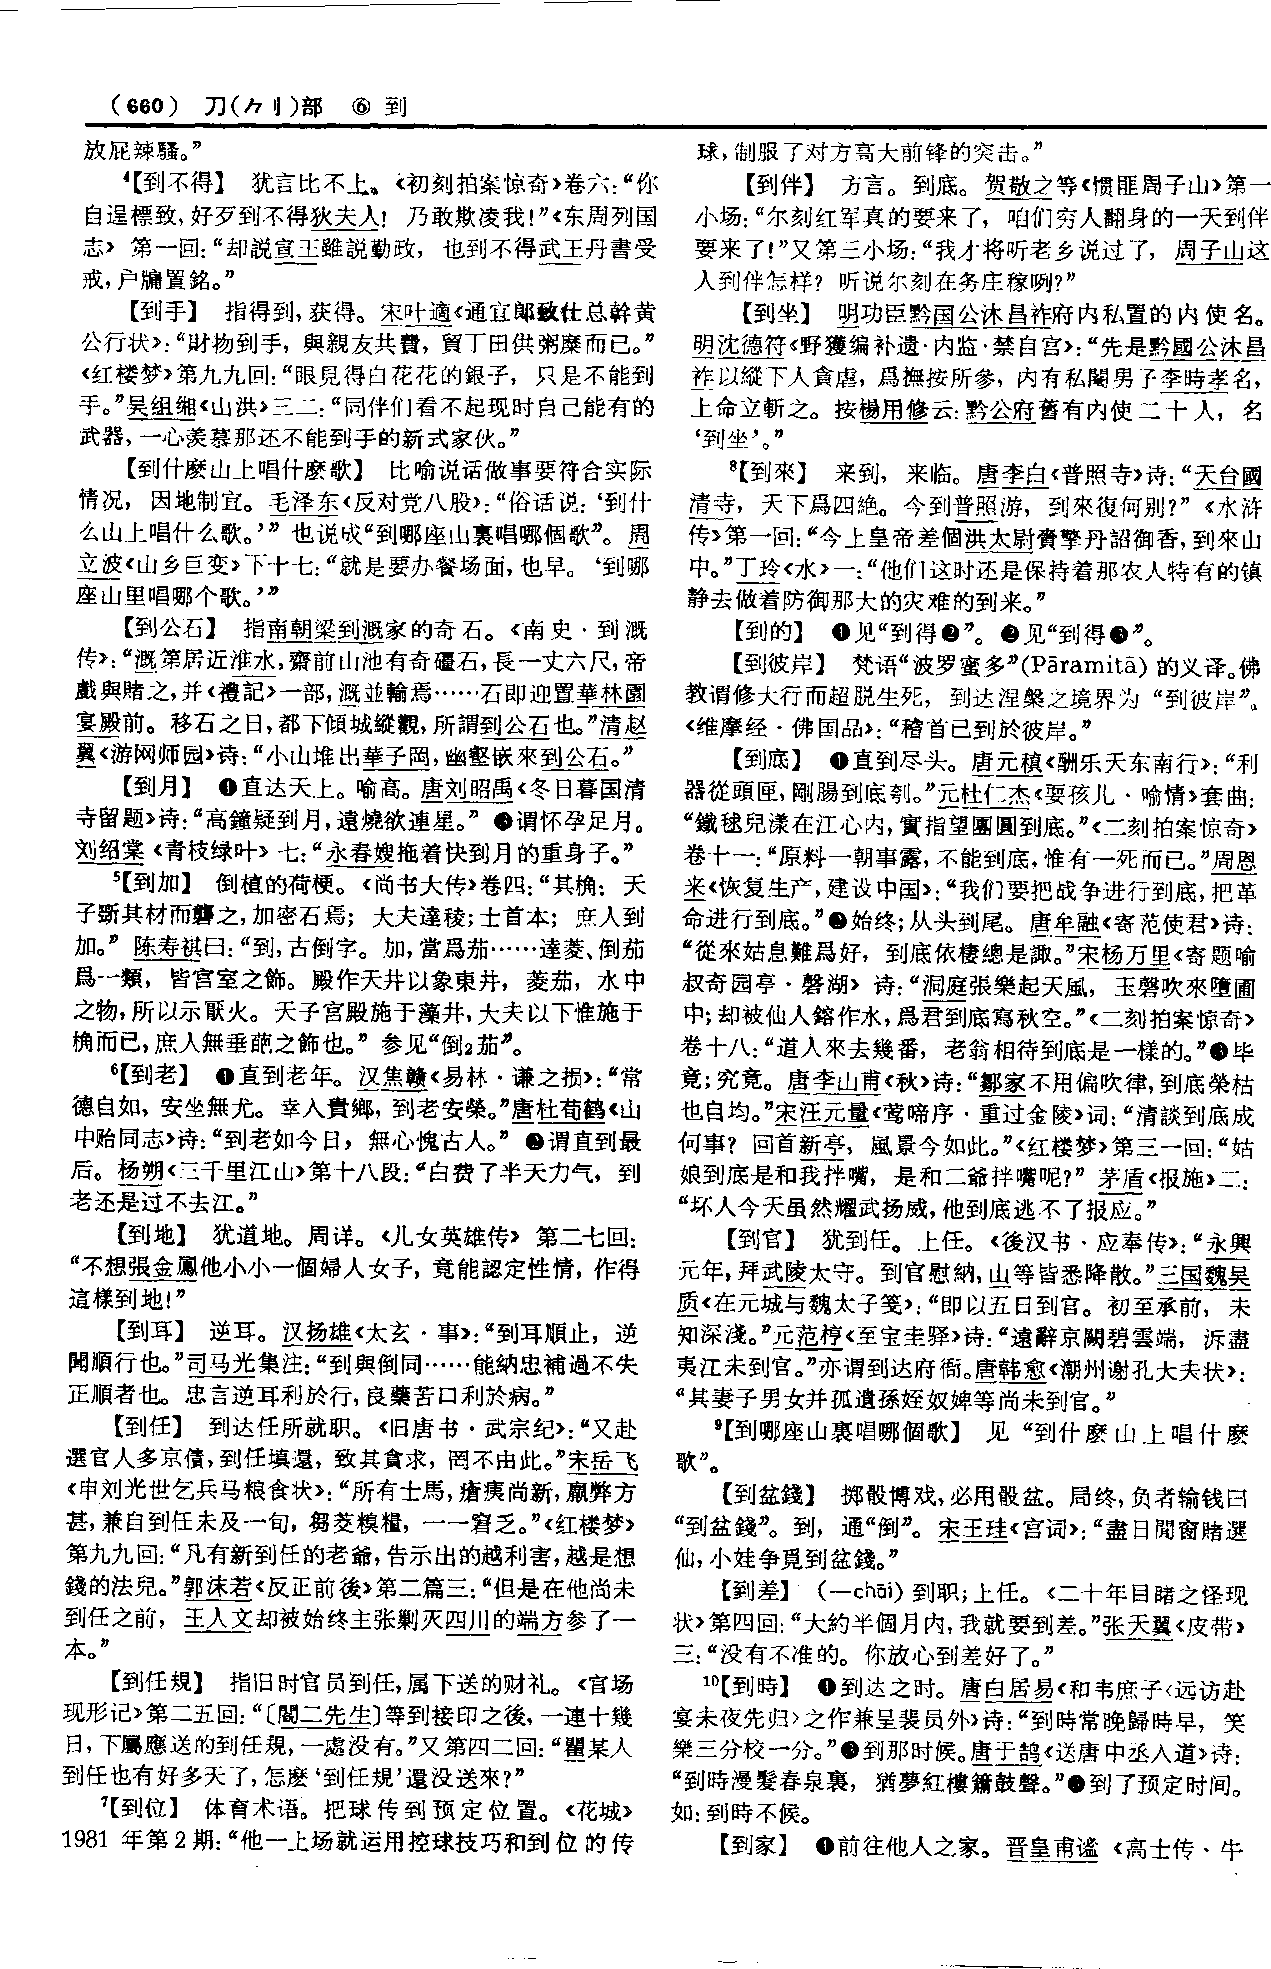 （660） 刀(⺈刂)部 ⑥ 到
放屁辣騷。”
4【到不得】 犹言比不上。《初刻拍案惊奇》卷六：“你
自逞標致，好歹到不得狄夫人！乃敢欺凌我！”《东周列国
志》第一回：“却説宣王雖説勤政，也到不得武王丹書受
戒，户牖置銘。”
【到手】 指得到，获得。宋叶適《通宜郎致仕总幹黄
公行状》：“財物到手，與親友共費，買丁田供粥糜而已。”
《红楼梦》第九九回：“眼見得白花花的銀子，只是不能到
手。”吴组缃《山洪》三二：“同伴们看不起现时自己能有的
武器，一心羡慕那还不能到手的新式家伙。”
【到什麽山上唱什麽歌】 比喻说话做事要符合实际
情况，因地制宜。毛泽东《反对党八股》：“俗话说：‘到什
么山上唱什么歌。’”也说成“到哪座山裏唱哪個歌”。周
立波《山乡巨变》下十七：“就是要办餐场面，也早。‘到哪
座山里唱哪个歌。’”
【到公石】 指南朝梁到溉家的奇石。《南史·到溉
传》：“溉第居近淮水，齋前山池有奇礓石，長一丈六尺，帝
戲與賭之，并《禮記》一部，溉並輸焉……石即迎置華林園
宴殿前。移石之日，都下傾城縱觀，所謂到公石也。”清赵
翼《游网师园》诗：“小山堆出華子岡，幽壑嵌來到公石。”
【到月】 ❶直达天上。喻高。唐刘昭禹《冬日暮国清
寺留题》诗：“高鐘疑到月，遠燒欲連星。”❷谓怀孕足月。
刘绍棠《青枝绿叶》七：“永春嫂拖着快到月的重身子。”
5【到加】 倒植的荷梗。《尚书大传》卷四：“其桷：天
子斲其材而礱之，加密石焉；大夫達稜；士首本；庶人到
加。”陈寿祺曰：“到，古倒字。加，當爲茄……達菱、倒茄
爲一類，皆宫室之飾。殿作天井以象東井，菱茄，水中
之物，所以示厭火。天子宫殿施于藻井，大夫以下惟施于
桷而已，庶人無垂葩之飾也。”参见“倒2茄”。
6【到老】 ❶直到老年。汉焦赣《易林·谦之损》：“常
德自如，安坐無尤。幸入貴鄉，到老安榮。”唐杜荀鹤《山
中贻同志》诗：“到老如今日，無心愧古人。”❷谓直到最
后。杨朔《三千里江山》第十八段：“白费了半天力气，到
老还是过不去江。”
【到地】 犹道地。周详。《儿女英雄传》第二七回：
“不想張金鳳他小小一個婦人女子，竟能認定性情，作得
這樣到地！”
【到耳】 逆耳。汉扬雄《太玄·事》：“到耳順止，逆
聞順行也。”司马光集注：“到與倒同……能納忠補過不失
正順者也。忠言逆耳利於行，良藥苦口利於病。”
【到任】 到达任所就职。《旧唐书·武宗纪》：“又赴
選官人多京債，到任填還，致其貪求，罔不由此。”宋岳飞
《申刘光世乞兵马粮食状》：“所有士馬，瘡痍尚新，羸弊方
甚，兼自到任未及一旬，芻茭糗糧，一一窘乏。”《红楼梦》
第九九回：“凡有新到任的老爺，告示出的越利害，越是想
錢的法兒。”郭沫若《反正前後》第二篇三：“但是在他尚未
到任之前，王人文却被始终主张剿灭四川的端方参了一
本。”
【到任規】 指旧时官员到任，属下送的财礼。《官场
现形记》第二五回：“〔閻二先生〕等到接印之後，一連十幾
日，下屬應送的到任規，一處没有。”又第四二回：“瞿某人
到任也有好多天了，怎麽‘到任規’還没送來？”
7【到位】 体育术语。把球传到预定位置。《花城》
1981 年第2期：“他一上场就运用控球技巧和到位的传
球，制服了对方高大前锋的突击。”
【到伴】 方言。到底。贺敬之等《惯匪周子山》第一
小场：“尔刻红军真的要来了，咱们穷人翻身的一天到伴
要来了！”又第三小场：“我才将听老乡说过了，周子山这
人到伴怎样？听说尔刻在务庄稼咧？”
【到坐】 明功臣黔国公沐昌祚府内私置的内使名。
明沈德符《野獲编补遗·内监·禁自宫》：“先是黔國公沐昌
祚以縱下人貪虐，爲撫按所參，内有私閹男子李時孝名，
上命立斬之。按楊用修云：黔公府舊有内使二十人，名
‘到坐’。”
8【到來】 来到，来临。唐李白《普照寺》诗：“天台國
清寺，天下爲四絶。今到普照游，到來復何别？”《水浒
传》第一回：“今上皇帝差個洪太尉賫擎丹詔御香，到來山
中。”丁玲《水》一：“他们这时还是保持着那农人特有的镇
静去做着防御那大的灾难的到来。”
【到的】 ❶见“到得❷”。❷见“到得❸”。
【到彼岸】 梵语“波罗蜜多”(Pāramitā)的义译。佛
教谓修大行而超脱生死，到达涅槃之境界为“到彼岸”。
《维摩经·佛国品》：“稽首已到於彼岸。”
【到底】 ❶直到尽头。唐元稹《酬乐天东南行》：“利
器從頭匣，剛腸到底刳。”元杜仁杰《耍孩儿·喻情》套曲：
“鐵毬兒漾在江心内，實指望團圓到底。”《二刻拍案惊奇》
卷十一：“原料一朝事露，不能到底，惟有一死而已。”周恩
来《恢复生产，建设中国》：“我们要把战争进行到底，把革
命进行到底。”❷始终；从头到尾。唐牟融《寄范使君》诗：
“從來姑息難爲好，到底依棲總是諏。”宋杨万里《寄题喻
叔奇园亭·磬湖》诗：“洞庭張樂起天風，玉磬吹來墮圃
中；却被仙人鎔作水，爲君到底寫秋空。”《二刻拍案惊奇》
卷十八：“道人來去幾番，老翁相待到底是一樣的。”❸毕
竟；究竟。唐李山甫《秋》诗：“鄒家不用偏吹律，到底榮枯
也自均。”宋汪元量《莺啼序·重过金陵》词：“清談到底成
何事？回首新亭，風景今如此。”《红楼梦》第三一回：“姑
娘到底是和我拌嘴，是和二爺拌嘴呢？”茅盾《报施》二：
“坏人今天虽然耀武扬威，他到底逃不了报应。”
【到官】 犹到任。上任。《後汉书·应奉传》：“永興
元年，拜武陵太守。到官慰納，山等皆悉降散。”三国魏吴
质《在元城与魏太子笺》：“即以五日到官。初至承前，未
知深淺。”元范梈《至宝圭驿》诗：“遠辭京闕碧雲端，泝盡
夷江未到官。”亦谓到达府衙。唐韩愈《潮州谢孔大夫状》：
“其妻子男女并孤遺孫姪奴婢等尚未到官。”
9【到哪座山裏唱哪個歌】 见“到什麽山上唱什麽
歌”。
【到盆錢】 掷骰博戏，必用骰盆。局终，负者输钱曰
“到盆錢”。到，通“倒”。宋王珪《宫词》：“盡日閒窗賭選
仙，小娃争覓到盆錢。”
【到差】 (—chāi)到职；上任。《二十年目睹之怪现
状》第四回：“大約半個月内，我就要到差。”张天翼《皮带》
三：“没有不准的。你放心到差好了。”
10【到時】 ❶到达之时。唐白居易《和韦庶子〈远访赴
宴未夜先归〉之作兼呈裴员外》诗：“到時常晚歸時早，笑
樂三分校一分。”❷到那时候。唐于鹄《送唐中丞入道》诗：
“到時漫髪春泉裏，猶夢紅樓簫鼓聲。”❸到了预定时间。
如：到時不候。
【到家】 ❶前往他人之家。晋皇甫谧《高士传·牛